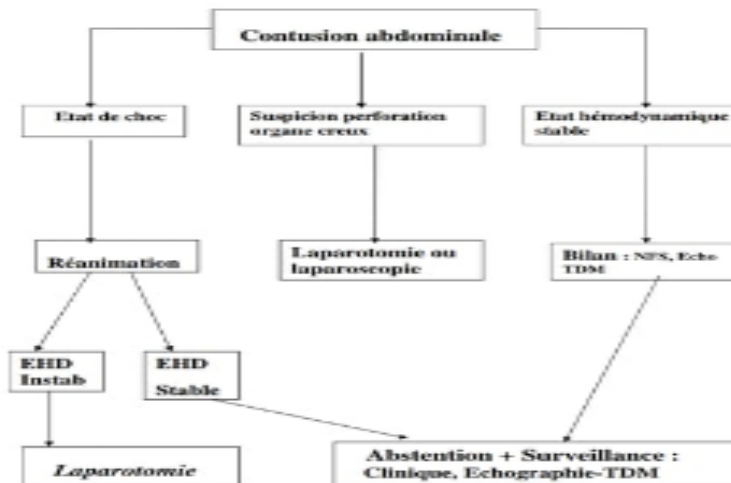 Contusion abdominale
Etat de choc
Suspicion perforation
organe creux
Etat hémodynamique
stable
Réanimation
Laparotomie ou
laparoscopie
Bilan : NFS, Echo
TDM
EHD
Instab
EHD
Stable
Laparotomie
Abstention + Surveillance :
Clinique, Echographie-TDM